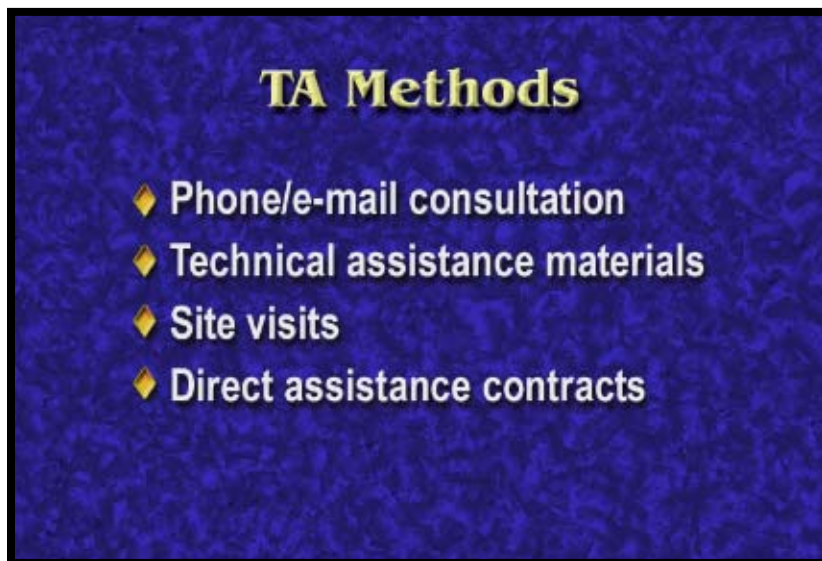 TA Methods
Phone/e-mail consultation
Technical assistance materials
Site visits
Direct assistance contracts